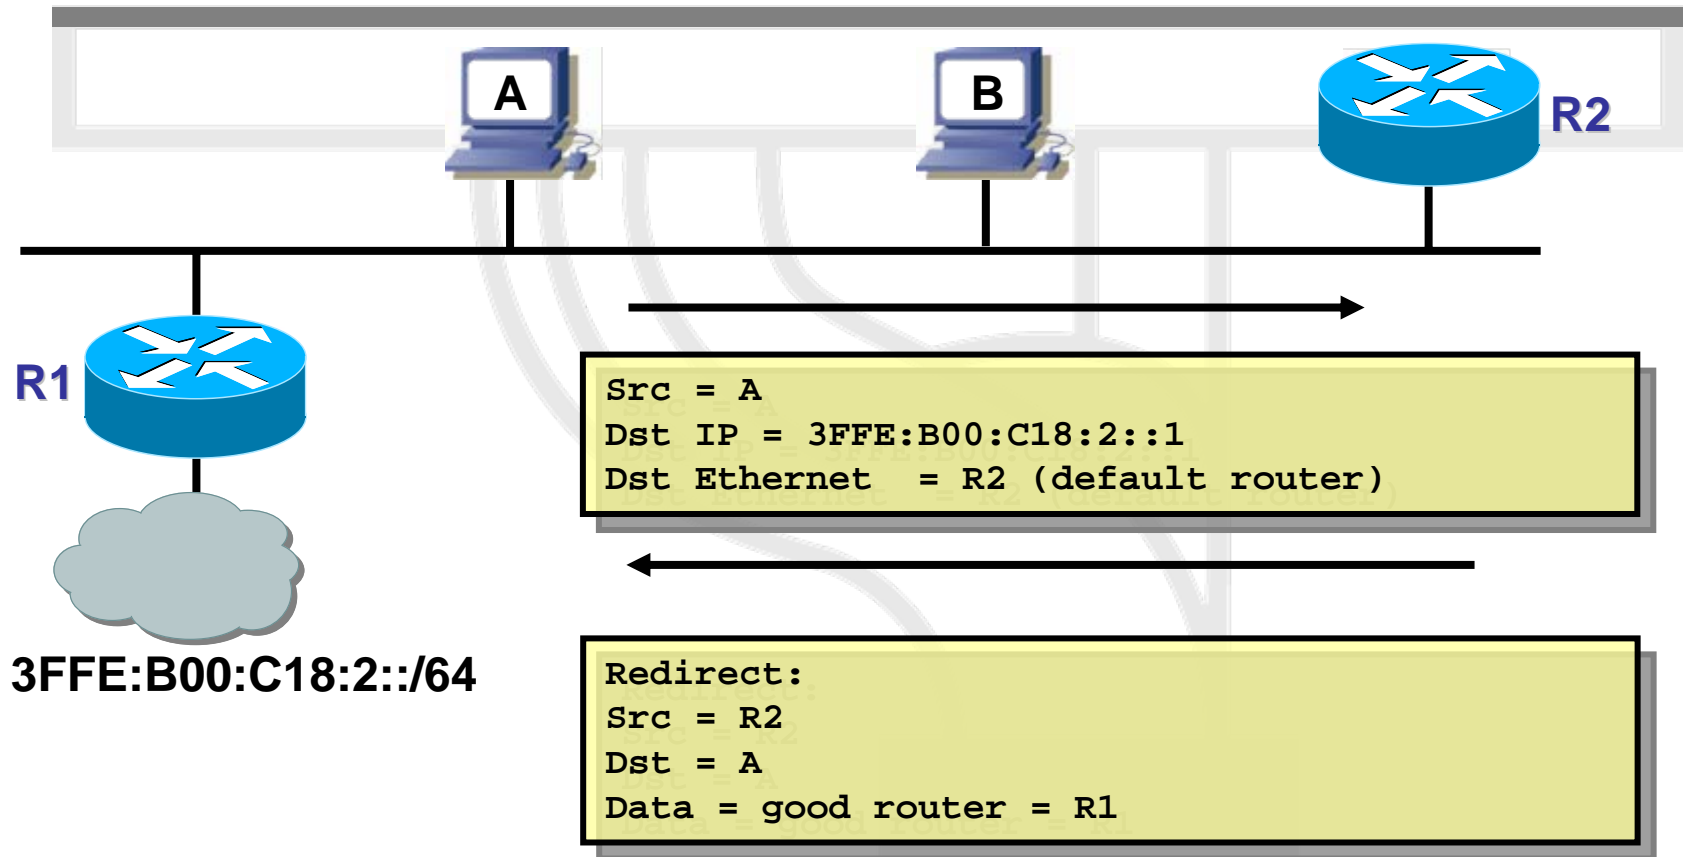 A
B
R2
R1
Src = A
Dst IP = 3FFE:B00:C18:2::1
Dst Ethernet  = R2 (default router)
3FFE:B00:C18:2::/64
Redirect:
Src = R2
Dst = A
Data = good router = R1